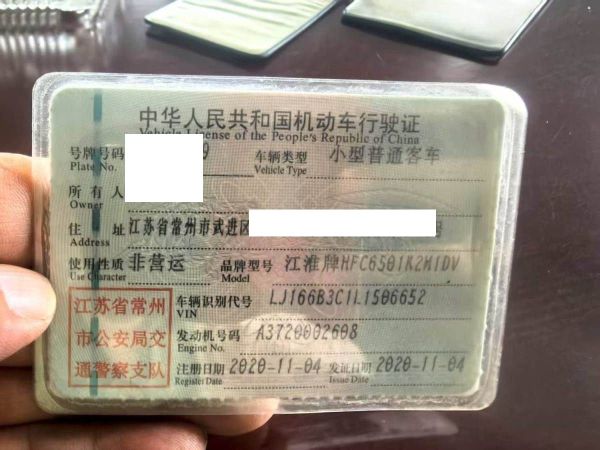 中华人民共和国机动车行驶证
Vehicle License of the People's Republic of China
号牌号码 9 车辆类型 小型普通客车
Plate No. Vehicle Type
所有人
Owner
住址 江苏省常州市武进区
Address
使用性质 非营运 品牌型号 江淮牌HFC6501K2M1DV
Use Character Model
江苏省常州
市公安局交
通警察支队
车辆识别代号 LJ166B3C1L1506652
VIN
发动机号码 A3720002608
Engine No.
注册日期 2020-11-04 发证日期 2020-11-04
Register Date Issue Date